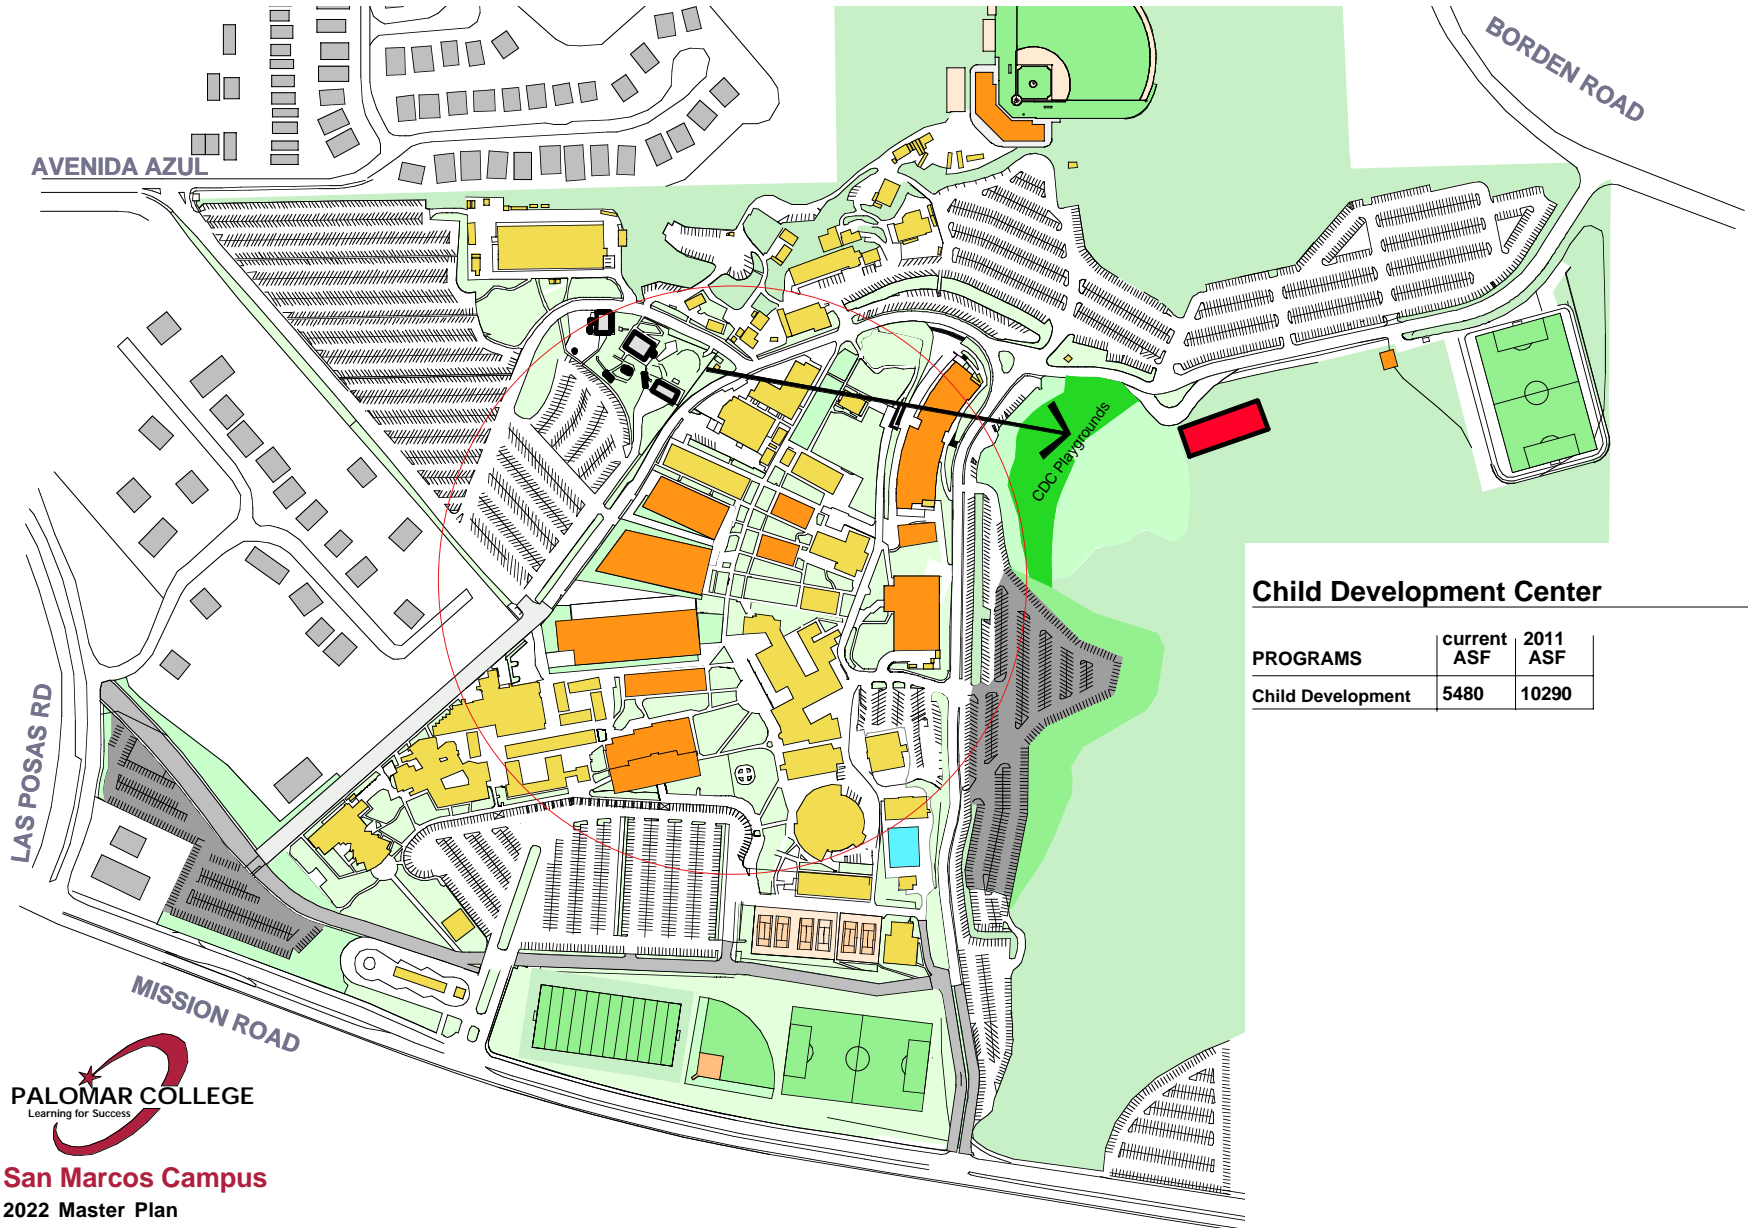 BORDEN ROAD
AVENIDA AZUL
CDC Playgrounds
Child Development Center
PROGRAMS current ASF 2011 ASF
Child Development 5480 10290
LAS POSAS RD
MISSION ROAD
PALOMAR COLLEGE
Learning for Success
San Marcos Campus
2022 Master Plan